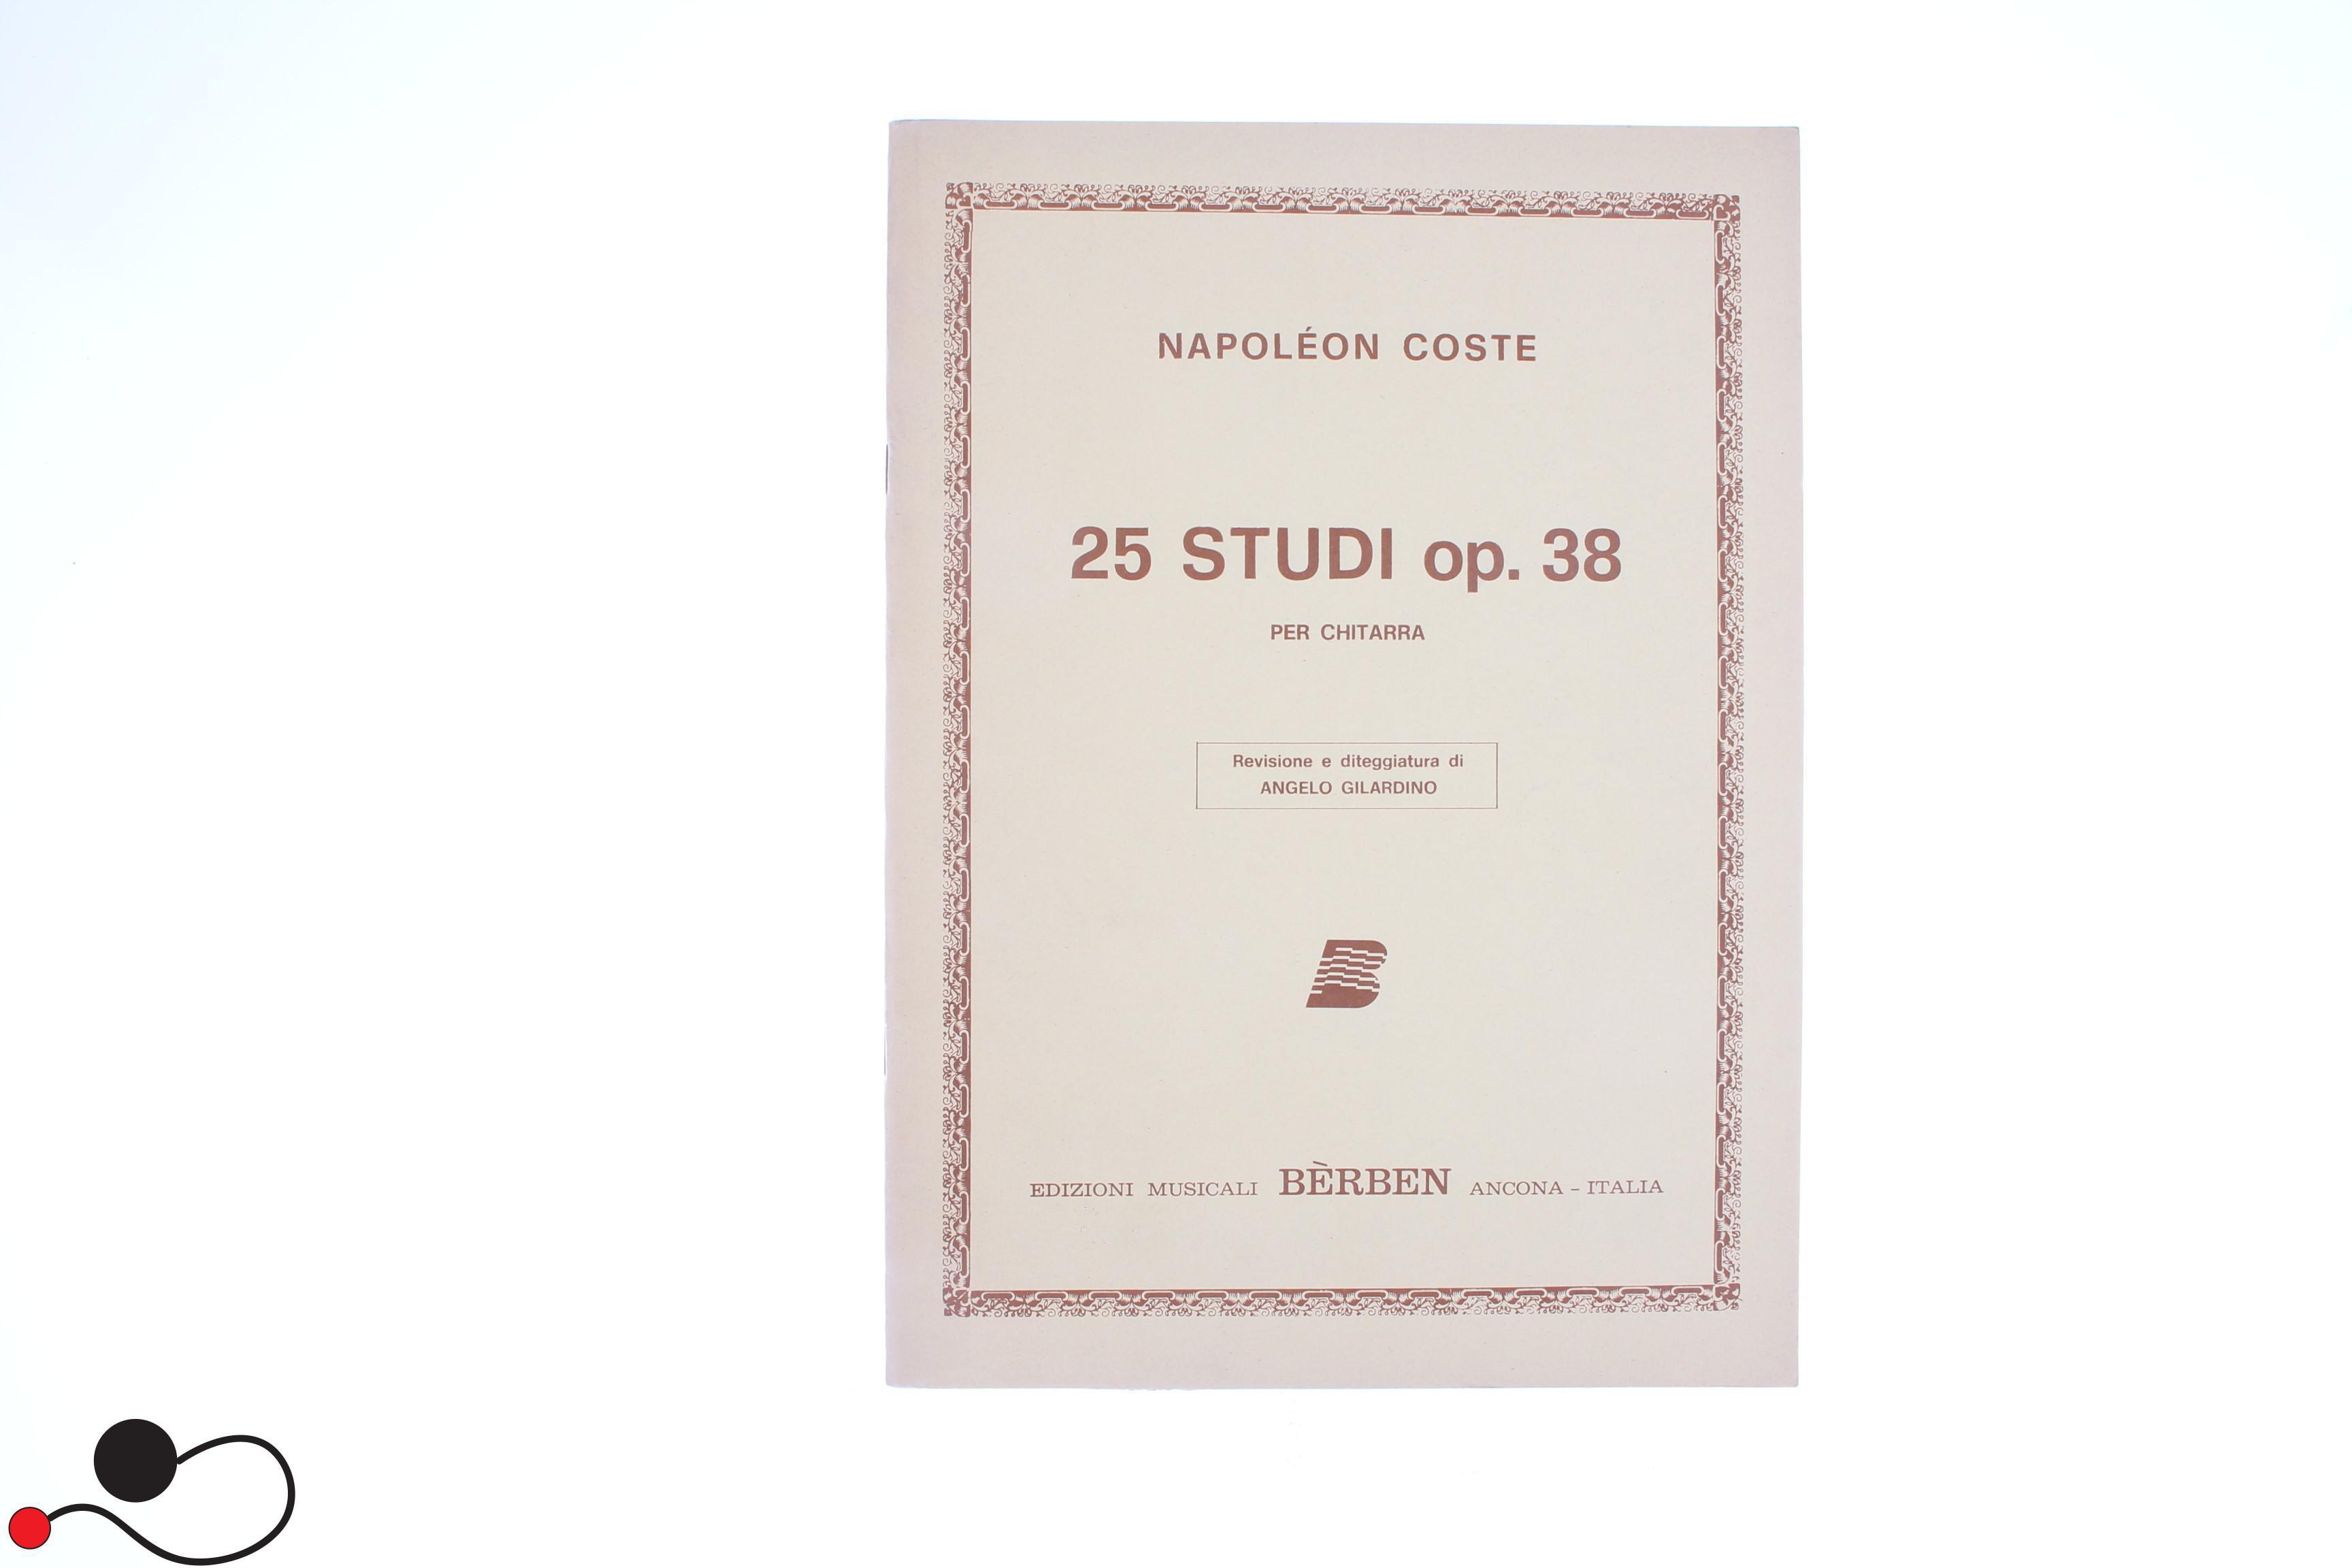 NAPOLÉON COSTE
25 STUDI op. 38
PER CHITARRA
Revisione e diteggiatura di
ANGELO GILARDINO
B
EDIZIONI MUSICALI BÈRBEN ANCONA – ITALIA